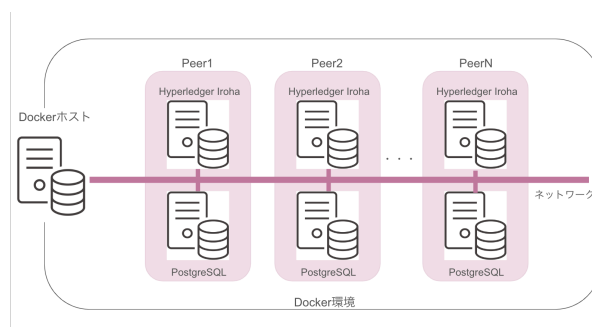 Peer1
Peer2
PeerN
Hyperledger Iroha
Hyperledger Iroha
Hyperledger Iroha
Dockerホスト
. . .
ネットワーク
PostgreSQL
PostgreSQL
PostgreSQL
Docker環境